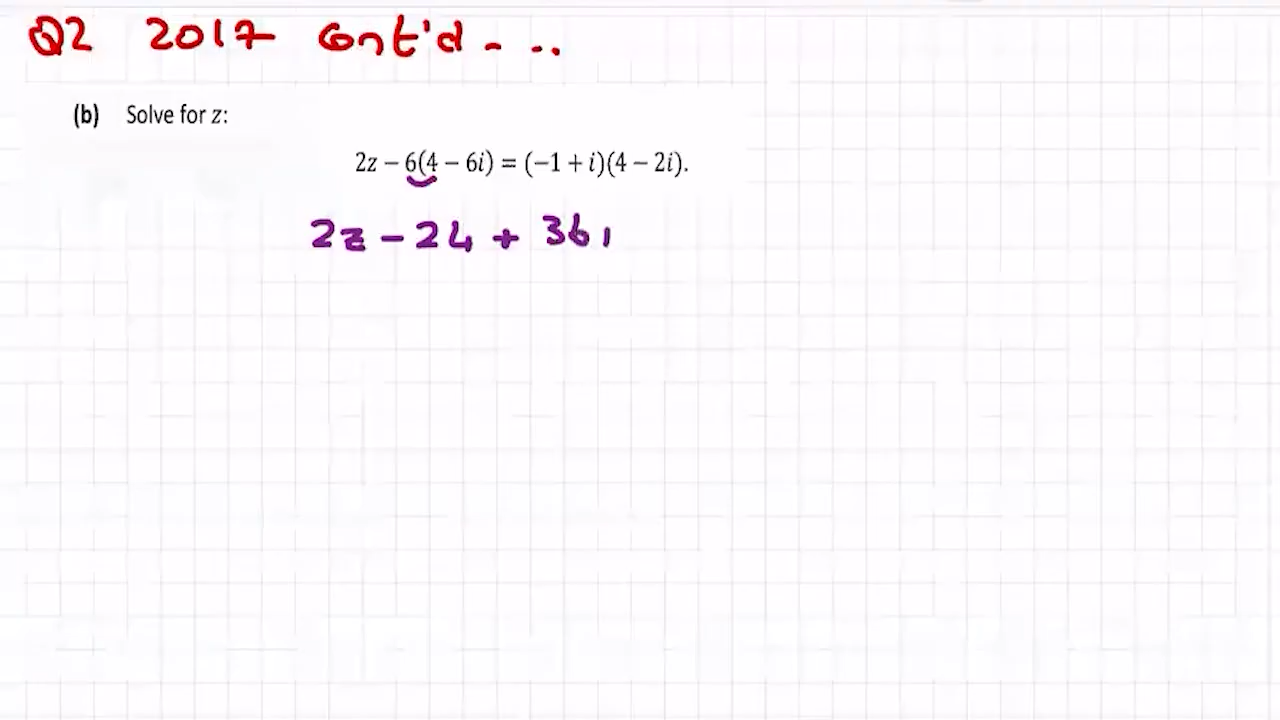 Q2 2017 Cont'd - ..
(b) Solve for z:
2z − 6(4 − 6i) = (−1 + i)(4 − 2i).
2z - 24 + 36i